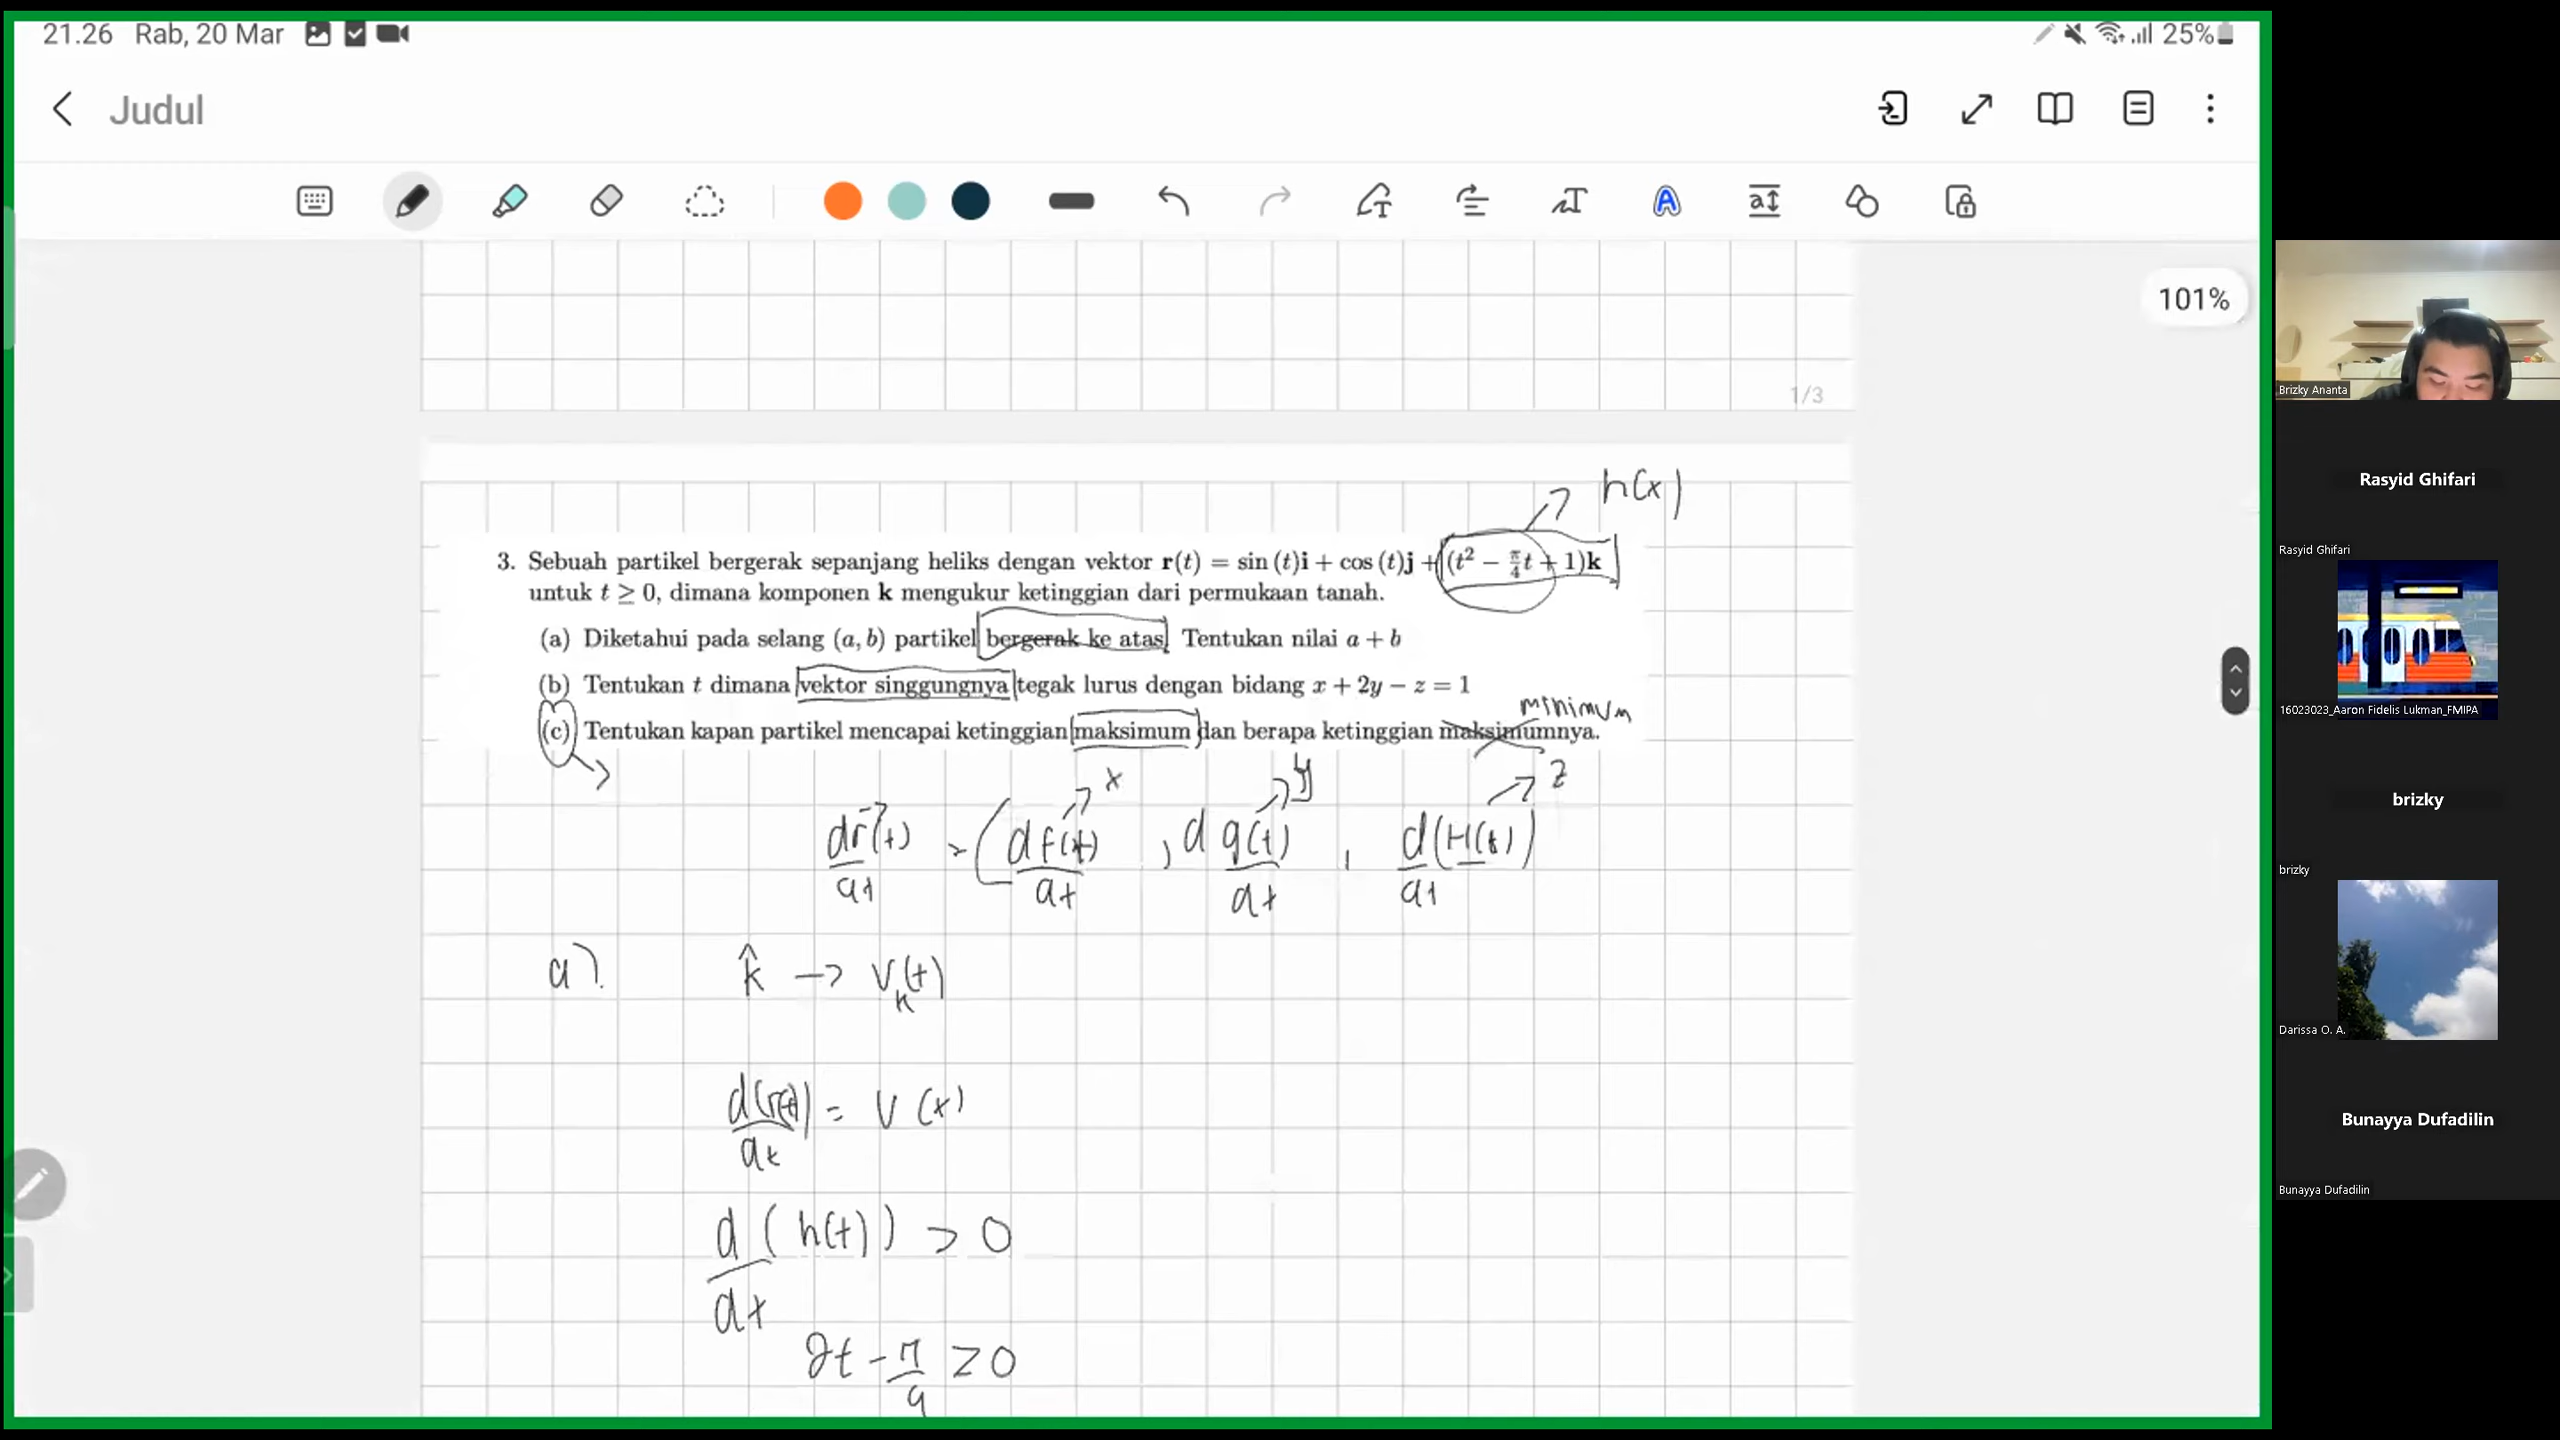 21.26 Rab, 20 Mar
25%
Judul
101%
1/3
h(x)
3. Sebuah partikel bergerak sepanjang heliks dengan vektor r(t) = sin (t)i + cos (t)j + (t² − π/4 t + 1)k
untuk t ≥ 0, dimana komponen k mengukur ketinggian dari permukaan tanah.
(a) Diketahui pada selang (a, b) partikel bergerak ke atas. Tentukan nilai a + b
(b) Tentukan t dimana vektor singgungnya tegak lurus dengan bidang x + 2y − z = 1
minimum
(c) Tentukan kapan partikel mencapai ketinggian maksimum dan berapa ketinggian maksimumnya.
x y z
dr(t)/dt = (df(t)/dt , dg(t)/dt , d(H(t))/dt
a). k̂ → Vk(t)
d(r(t))/dt = V(x)
d(h(t))/dt > 0
2t − π/4 ≥ 0
Brizky Ananta
Rasyid Ghifari
Rasyid Ghifari
16023023_Aaron Fidelis Lukman_FMIPA
brizky
brizky
Darissa O. A.
Bunayya Dufadilin
Bunayya Dufadilin